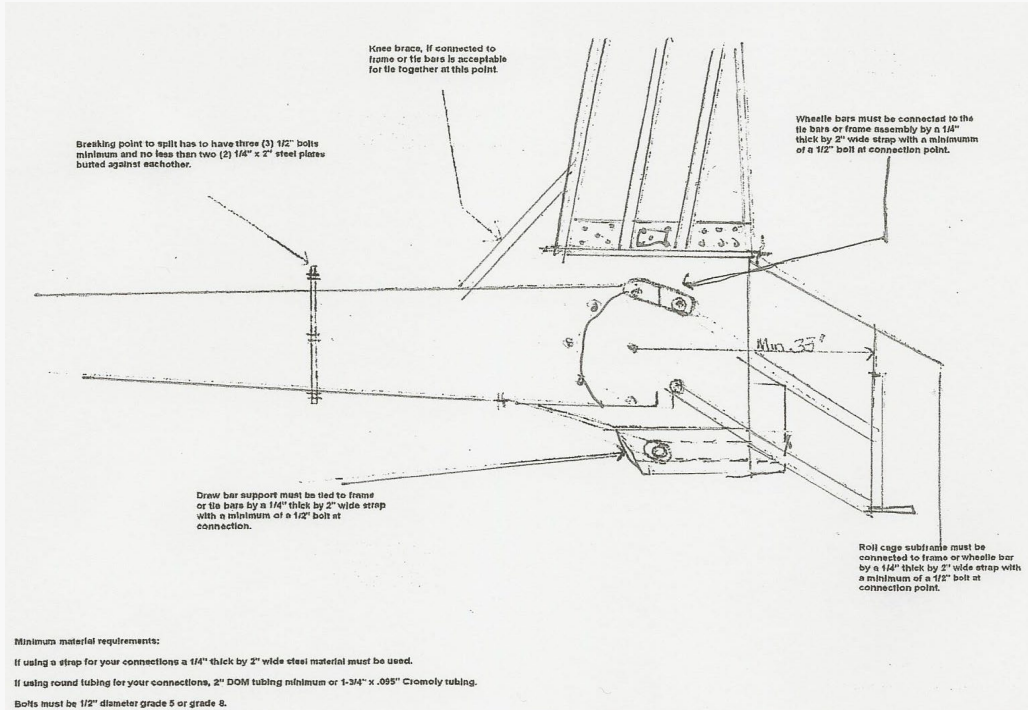 Knee brace, if connected to
frame or tie bars is acceptable
for tie together at this point.
Wheelie bars must be connected to the
tie bars or frame assembly by a 1/4"
thick by 2" wide strap with a minimumm
of a 1/2" bolt at connection point.
Breaking point to split has to have three (3) 1/2" bolts
minimum and no less than two (2) 1/4" x 2" steel plates
butted against eachother.
Min. 35"
Draw bar support must be tied to frame
or tie bars by a 1/4" thick by 2" wide strap
with a minimum of a 1/2" bolt at
connection.
Roll cage subframe must be
connected to frame or wheelie bar
by a 1/4" thick by 2" wide strap with
a minimum of a 1/2" bolt at
connection point.
Minimum material requirements:
If using a strap for your connections a 1/4" thick by 2" wide steel material must be used.
If using round tubing for your connections, 2" DOM tubing minimum or 1-3/4" x .095" Cromoly tubing.
Bolts must be 1/2" diameter grade 5 or grade 8.